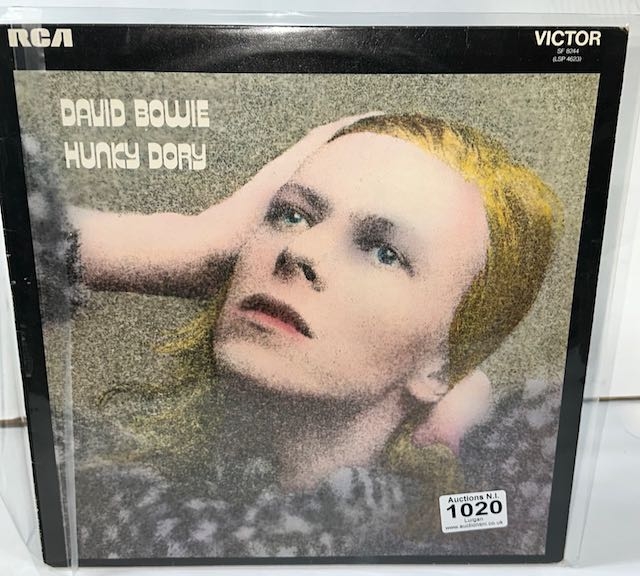 RCA
VICTOR
SF 8244
(LSP 4623)
DAVID BOWIE
HUNKY DORY
Auctions N.I.
1020
Lurgan
www.auctionsni.co.uk